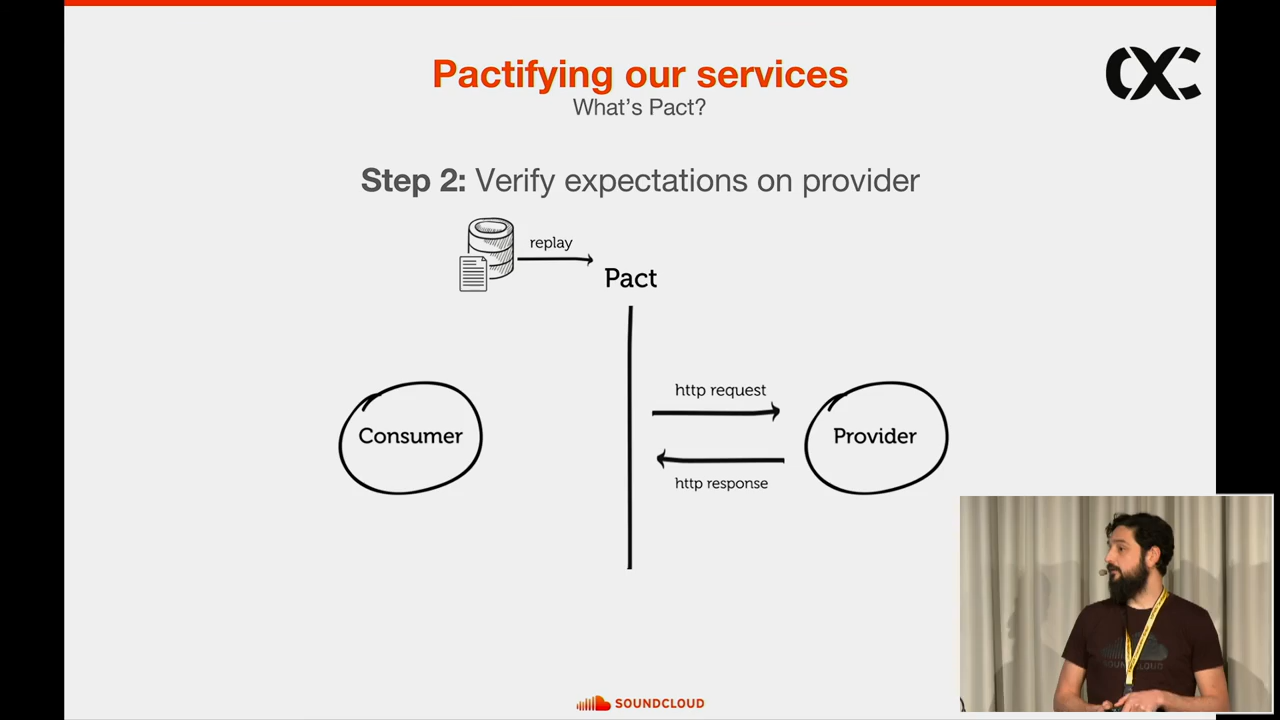 Pactifying our services
What's Pact?
Step 2: Verify expectations on provider
replay
Pact
http request
Consumer
Provider
http response
SOUNDCLOUD
SOUNDCLOUD